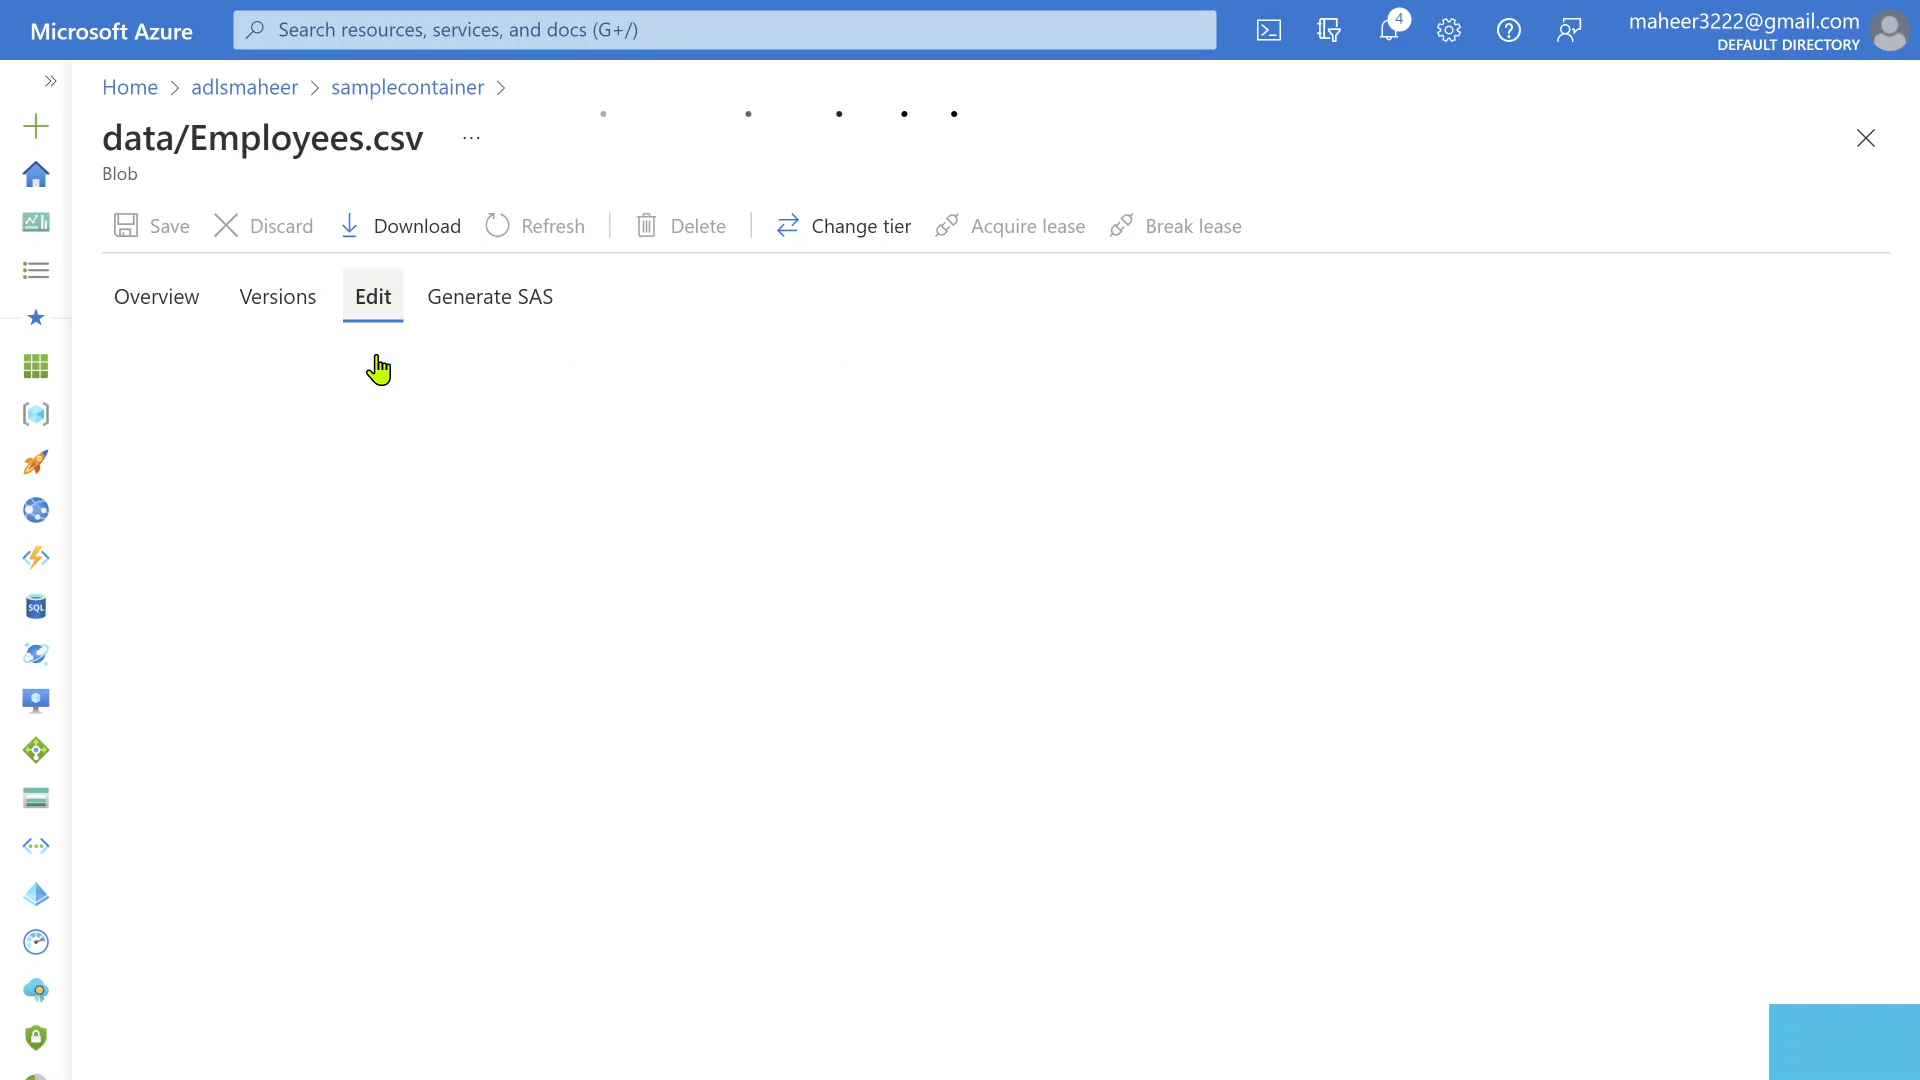 Microsoft Azure
Search resources, services, and docs (G+/)
4
maheer3222@gmail.com
DEFAULT DIRECTORY
Home > adlsmaheer > samplecontainer >
data/Employees.csv ...
Blob
Save Discard Download Refresh Delete Change tier Acquire lease Break lease
Overview Versions Edit Generate SAS
SQL